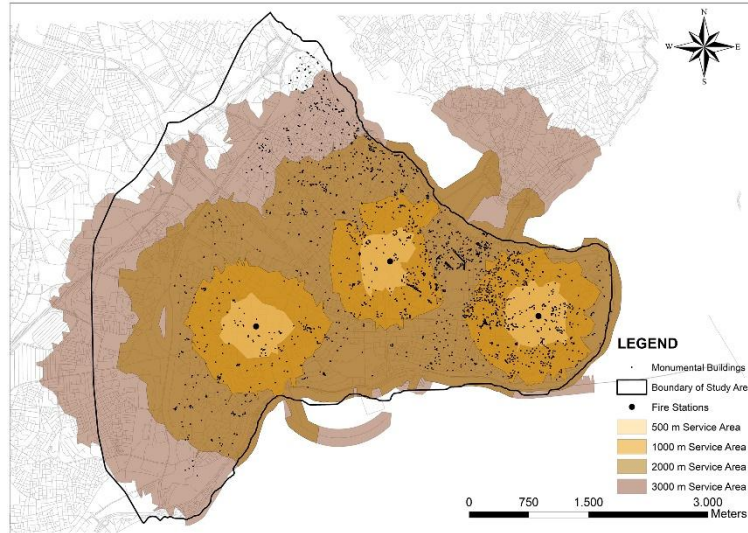 N
W E
S
LEGEND
Monumental Buildings
Boundary of Study Area
Fire Stations
500 m Service Area
1000 m Service Area
2000 m Service Area
3000 m Service Area
0 750 1.500 3.000
Meters